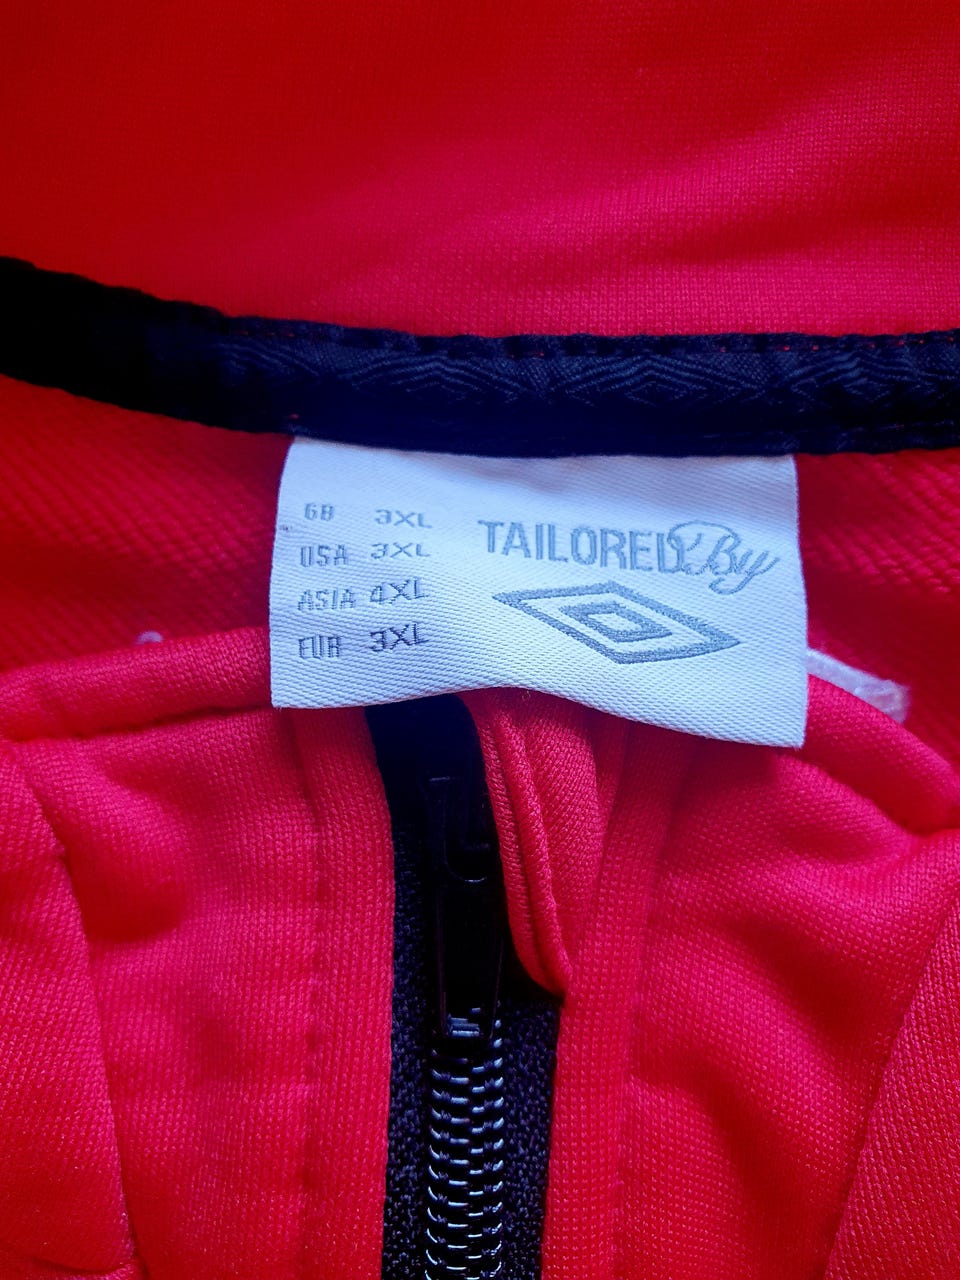 GB 3XL
USA 3XL
ASIA 4XL
EUR 3XL
TAILORED By